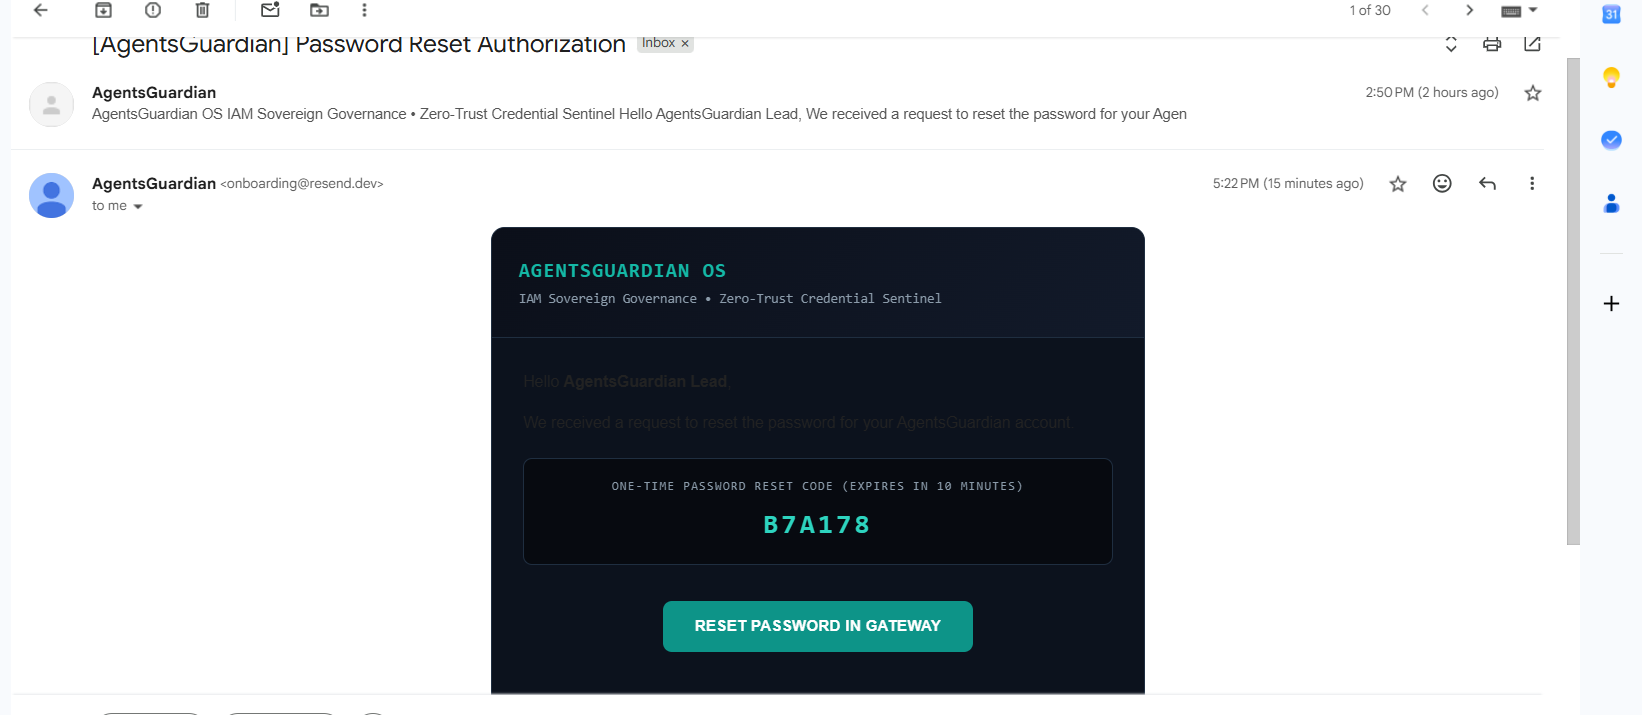 1 of 30
[AgentsGuardian] Password Reset Authorization Inbox ×
AgentsGuardian 2:50 PM (2 hours ago)
AgentsGuardian OS IAM Sovereign Governance • Zero-Trust Credential Sentinel Hello AgentsGuardian Lead, We received a request to reset the password for your Agen
AgentsGuardian <onboarding@resend.dev> 5:22 PM (15 minutes ago)
to me
AGENTSGUARDIAN OS
IAM Sovereign Governance • Zero-Trust Credential Sentinel
Hello AgentsGuardian Lead,
We received a request to reset the password for your AgentsGuardian account.
ONE-TIME PASSWORD RESET CODE (EXPIRES IN 10 MINUTES)
B7A178
RESET PASSWORD IN GATEWAY
31